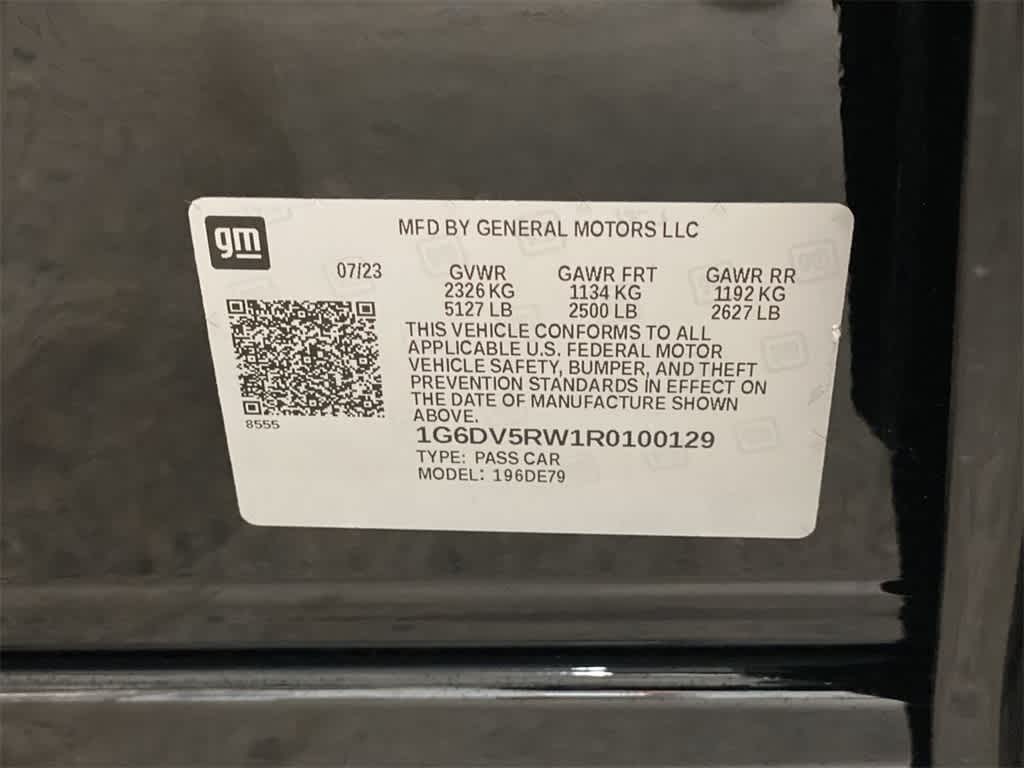 gm
MFD BY GENERAL MOTORS LLC
07/23 GVWR GAWR FRT GAWR RR
2326 KG 1134 KG 1192 KG
5127 LB 2500 LB 2627 LB
THIS VEHICLE CONFORMS TO ALL
APPLICABLE U.S. FEDERAL MOTOR
VEHICLE SAFETY, BUMPER, AND THEFT
PREVENTION STANDARDS IN EFFECT ON
THE DATE OF MANUFACTURE SHOWN
ABOVE.
8555
1G6DV5RW1R0100129
TYPE: PASS CAR
MODEL: 196DE79